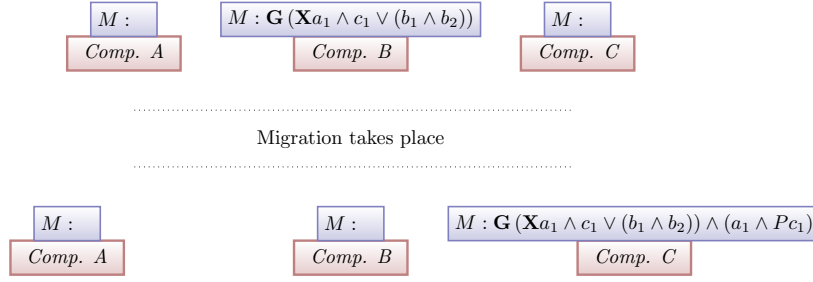 M : M : G (Xa₁ ∧ c₁ ∨ (b₁ ∧ b₂)) M :
Comp. A Comp. B Comp. C
Migration takes place
M : M : M : G (Xa₁ ∧ c₁ ∨ (b₁ ∧ b₂)) ∧ (a₁ ∧ Pc₁)
Comp. A Comp. B Comp. C